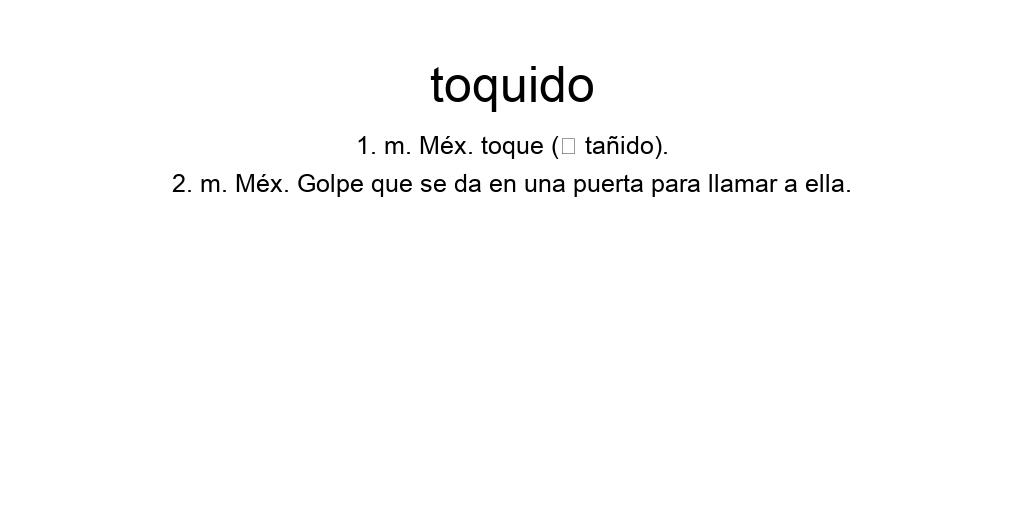 toquido
1. m. Méx. toque (□ tañido).
2. m. Méx. Golpe que se da en una puerta para llamar a ella.